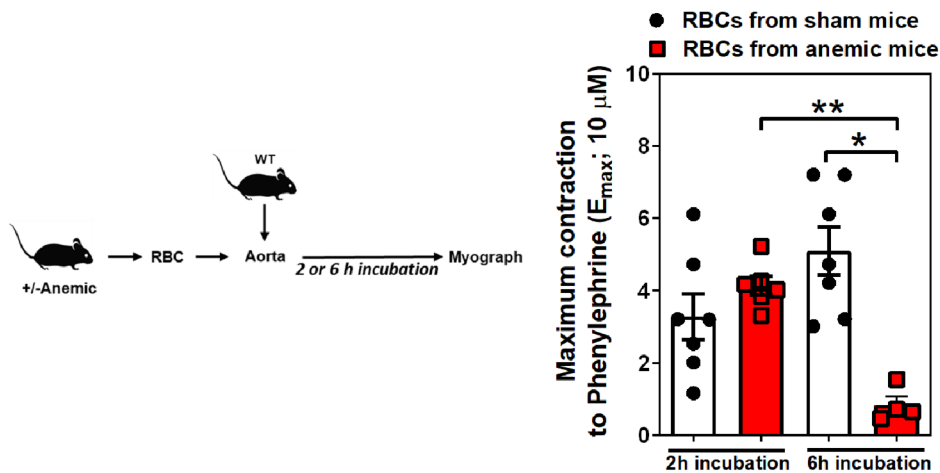 RBCs from sham mice
RBCs from anemic mice
Maximum contraction
to Phenylephrine (Emax; 10 μM)
10
8
6
4
2
0
**
*
2h incubation
6h incubation
WT
+/-Anemic
RBC
Aorta
2 or 6 h incubation
Myograph